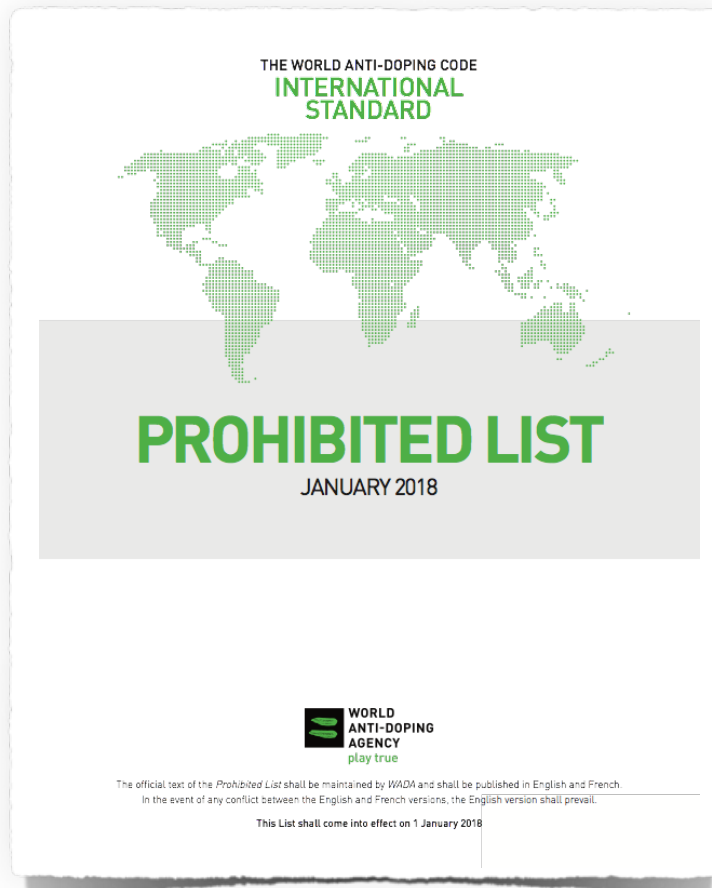 THE WORLD ANTI-DOPING CODE
INTERNATIONAL
STANDARD
PROHIBITED LIST
JANUARY 2018
WORLD
ANTI-DOPING
AGENCY
play true
The official text of the Prohibited List shall be maintained by WADA and shall be published in English and French.
In the event of any conflict between the English and French versions, the English version shall prevail.
This List shall come into effect on 1 January 2018